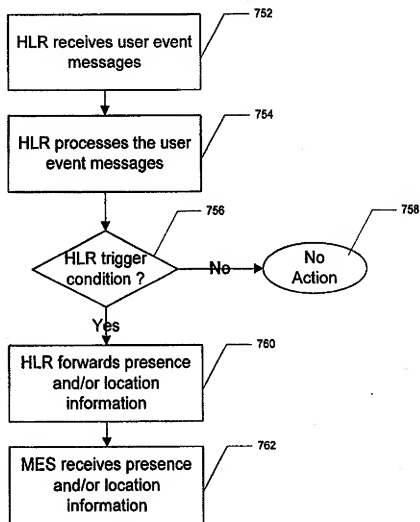 752
HLR receives user event
messages
754
HLR processes the user
event messages
756
HLR trigger
condition ?
No
758
No
Action
Yes
760
HLR forwards presence
and/or location
information
762
MES receives presence
and/or location
information